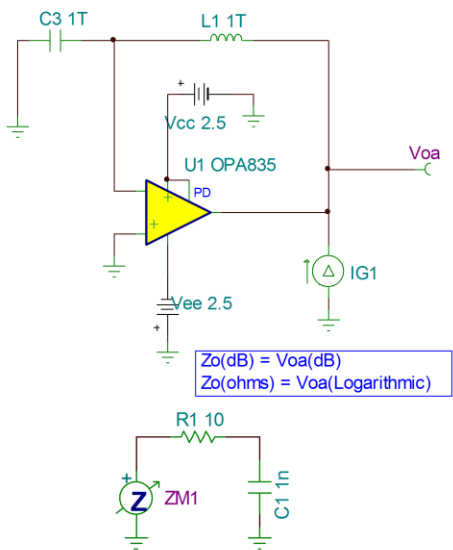 C3 1T
L1 1T
+
Vcc 2.5
U1 OPA835
PD
Voa
+
+
IG1
Vee 2.5
+
Zo(dB) = Voa(dB)
Zo(ohms) = Voa(Logarithmic)
R1 10
+
Z
ZM1
C1 1n